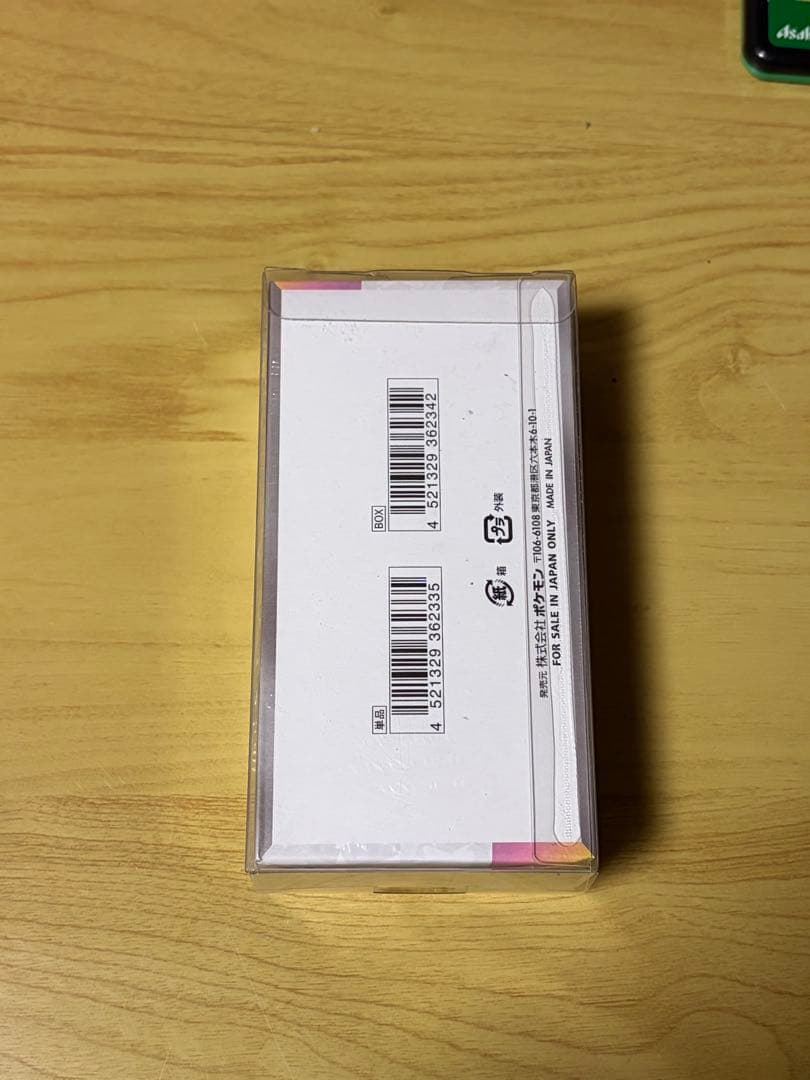 単品
4 521329 362335
BOX
4 521329 362342
紙 箱
プラ 外装
発売元 株式会社 ポケモン 〒106-6108 東京都港区六本木6-10-1
FOR SALE IN JAPAN ONLY MADE IN JAPAN